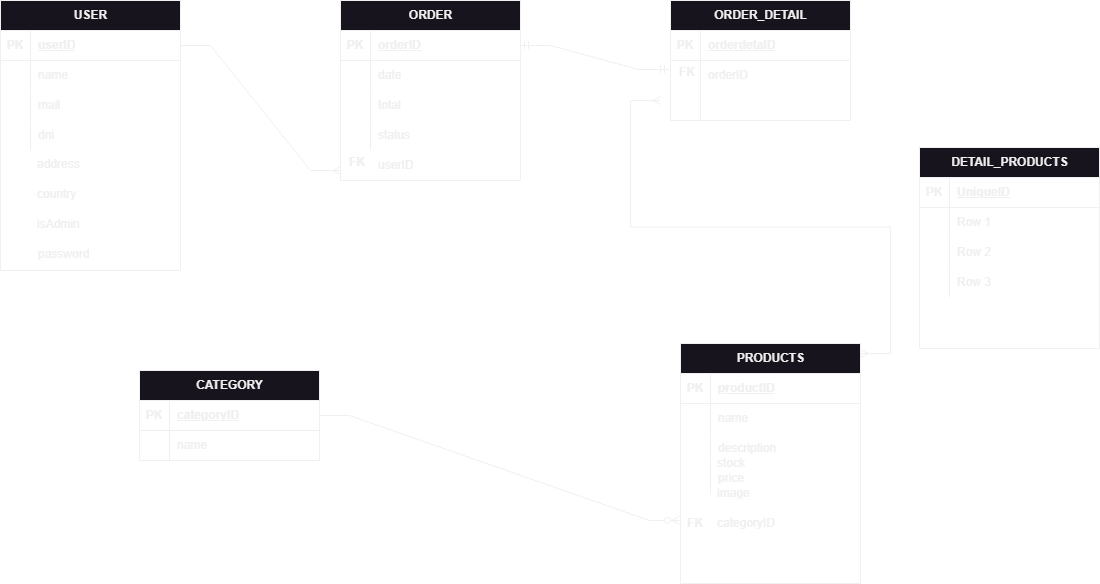 USER
PK userID
name
mail
dni
address
country
isAdmin
password
ORDER
PK orderID
date
total
status
FK userID
ORDER_DETAIL
PK orderdetalD
FK orderID
DETAIL_PRODUCTS
PK UniqueID
Row 1
Row 2
Row 3
CATEGORY
PK categoryID
name
PRODUCTS
PK productID
name
description
stock
price
image
FK categoryID